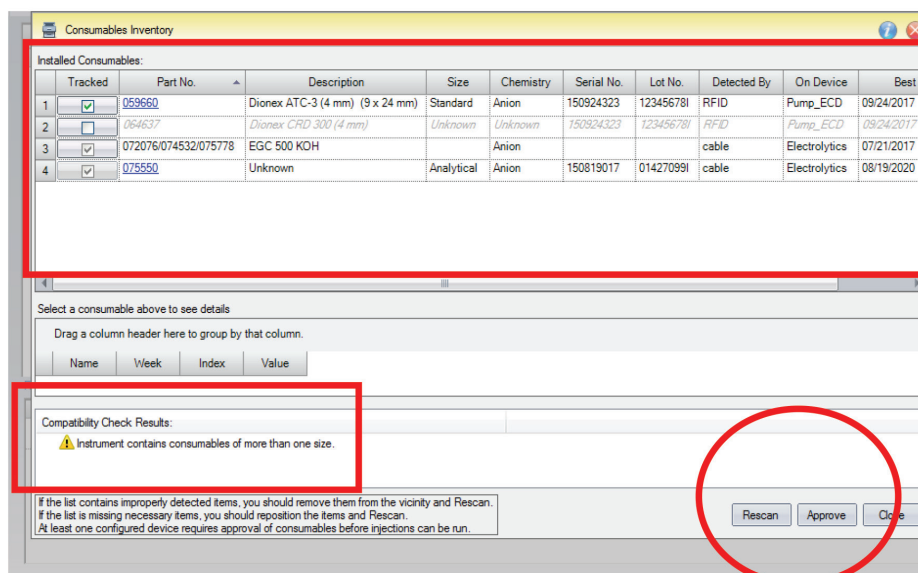 Consumables Inventory
Installed Consumables:
Tracked Part No. Description Size Chemistry Serial No. Lot No. Detected By On Device Best
1 059660 Dionex ATC-3 (4 mm) (9 x 24 mm) Standard Anion 150924323 12345678I RFID Pump_ECD 09/24/2017
2 064637 Dionex CRD 300 (4 mm) Unknown Unknown 150924323 12345678I RFID Pump_ECD 09/24/2017
3 072076/074532/075778 EGC 500 KOH Anion cable Electrolytics 07/21/2017
4 075550 Unknown Analytical Anion 150819017 01427099I cable Electrolytics 08/19/2020
Select a consumable above to see details
Drag a column header here to group by that column.
Name Week Index Value
Compatibility Check Results:
Instrument contains consumables of more than one size.
If the list contains improperly detected items, you should remove them from the vicinity and Rescan.
If the list is missing necessary items, you should reposition the items and Rescan.
At least one configured device requires approval of consumables before injections can be run.
Rescan Approve Close